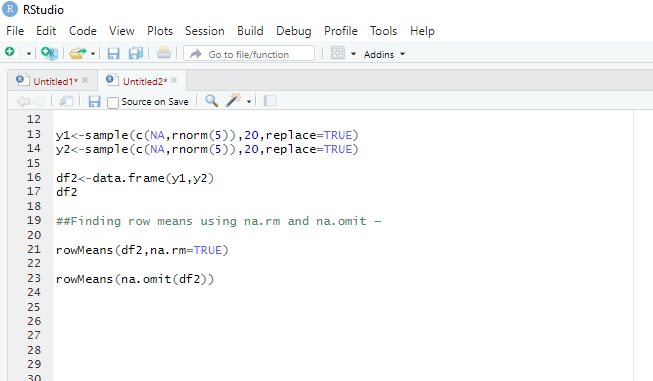 RStudio
File Edit Code View Plots Session Build Debug Profile Tools Help
Go to file/function Addins
Untitled1* Untitled2*
Source on Save
12
13 y1<-sample(c(NA,rnorm(5)),20,replace=TRUE)
14 y2<-sample(c(NA,rnorm(5)),20,replace=TRUE)
15
16 df2<-data.frame(y1,y2)
17 df2
18
19 ##Finding row means using na.rm and na.omit -
20
21 rowMeans(df2,na.rm=TRUE)
22
23 rowMeans(na.omit(df2))
24
25
26
27
28
29
30